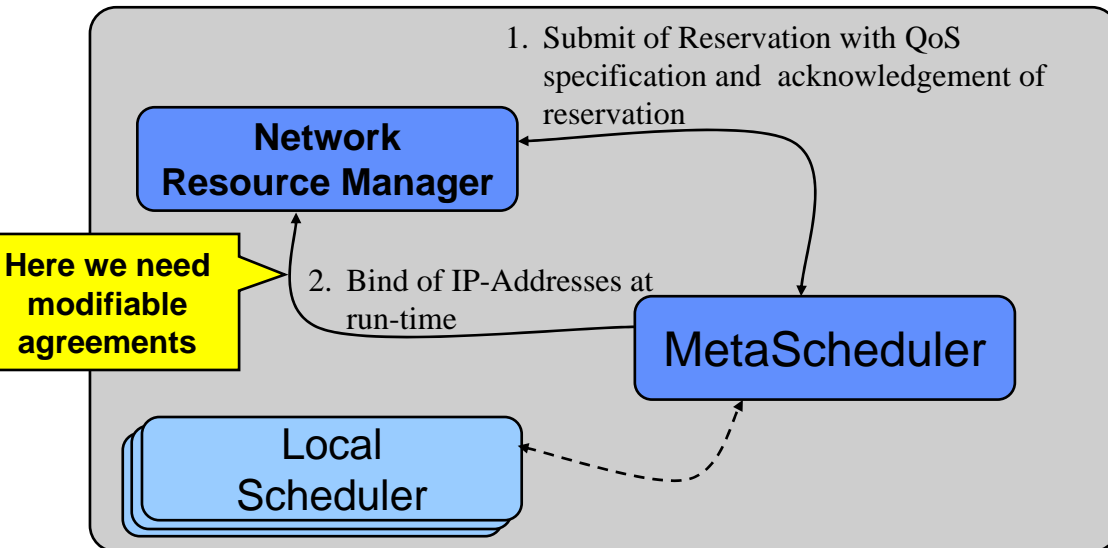 1. Submit of Reservation with QoS
specification and acknowledgement of
reservation
Network
Resource Manager
Here we need
modifiable
agreements
2. Bind of IP-Addresses at
run-time
MetaScheduler
Local
Scheduler